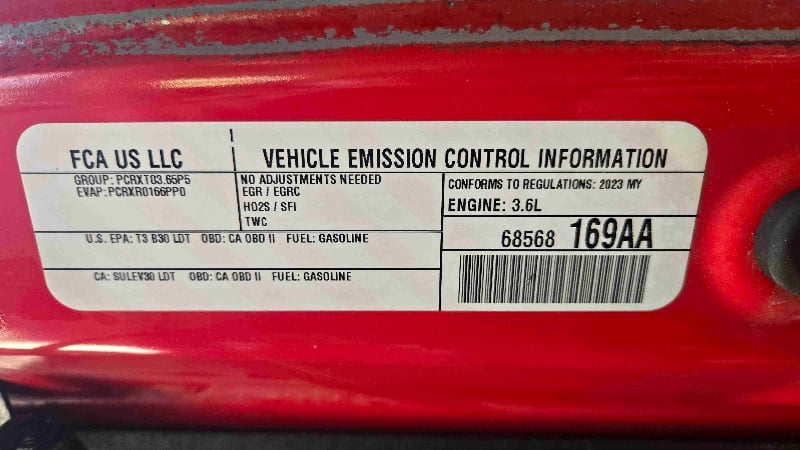 FCA US LLC
VEHICLE EMISSION CONTROL INFORMATION
GROUP: PCRXT03.65P5
EVAP: PCRXR0166PP0
NO ADJUSTMENTS NEEDED
EGR / EGRC
HO2S / SFI
TWC
CONFORMS TO REGULATIONS: 2023 MY
ENGINE: 3.6L
U.S. EPA: T3 B30 LDT OBD: CA OBD II FUEL: GASOLINE
68568 169AA
CA: SULEV30 LDT OBD: CA OBD II FUEL: GASOLINE